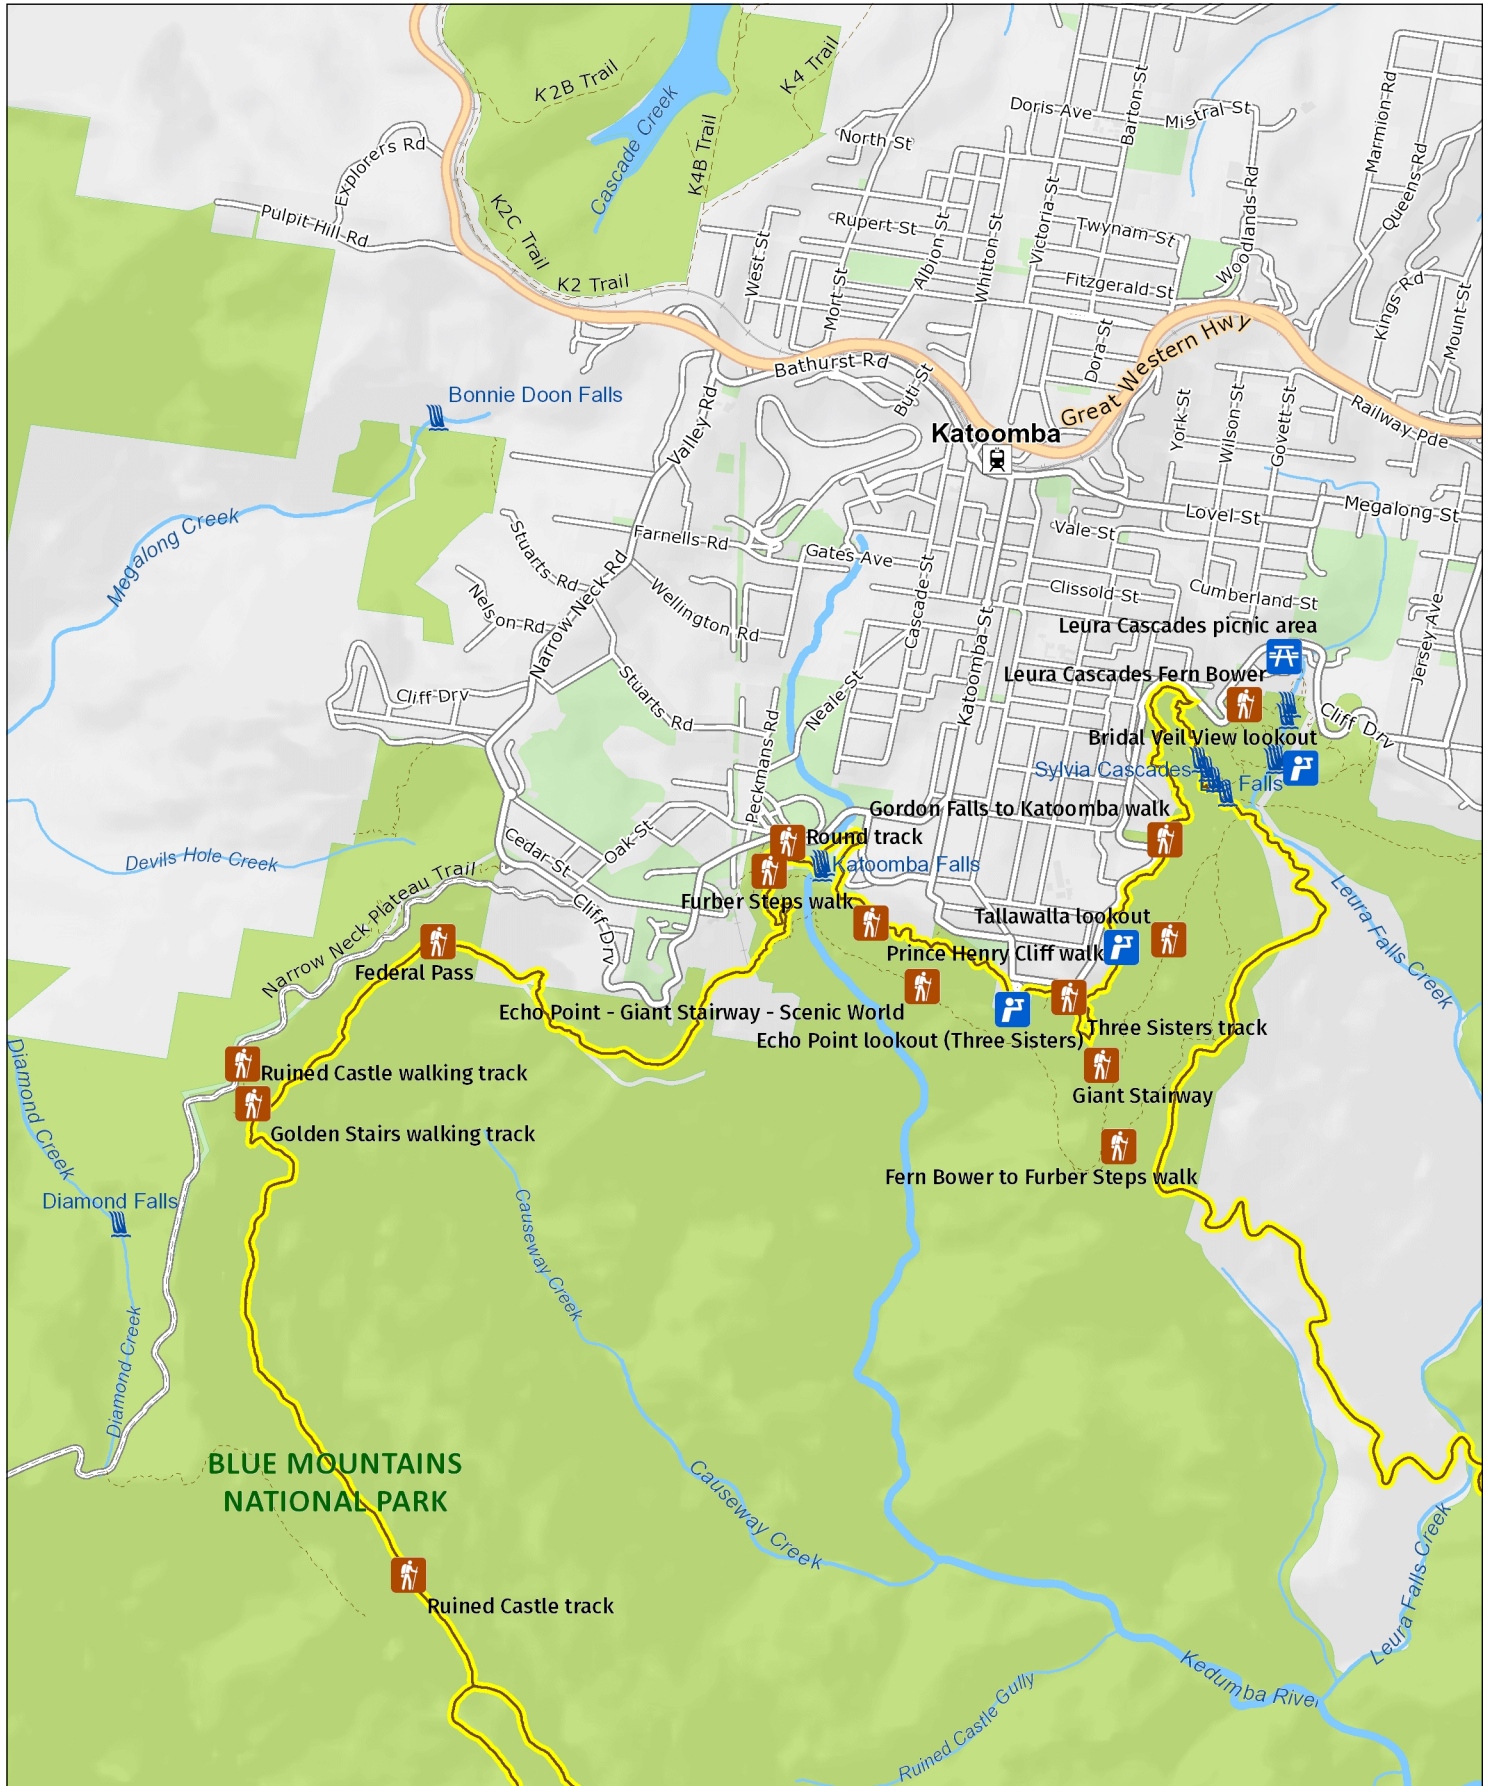 K2B Trail
K4 Trail
Cascade Creek
K4B Trail
Doris Ave
Barton St
Mistral St
Marmion Rd
North St
Explorers Rd
Queens Rd
Pulpit Hill Rd
K2C Trail
Rupert St
Albion St
Whitton St
Victoria St
Twynam St
Woodlands Rd
West St
K2 Trail
Mort St
Fitzgerald St
Kings Rd
Mount St
Dora St
Great Western Hwy
Bathurst Rd
Buti St
Bonnie Doon Falls
Valley Rd
York St
Wilson St
Govett St
Railway Pde
Katoomba
Megalong Creek
Lovel St
Megalong St
Stuarts Rd
Farnells Rd
Gates Ave
Vale St
Narrow Neck Rd
Nelson Rd
Wellington Rd
Cascade St
Clissold St
Cumberland St
Leura Cascades picnic area
Jersey Ave
Katoomba St
Cliff Drv
Stuarts Rd
Neale St
Leura Cascades Fern Bower
Cliff Drv
Bridal Veil View lookout
Peckmans Rd
Sylvia Cascades
Falls
Gordon Falls to Katoomba walk
Round track
Katoomba Falls
Oak St
Cedar St
Devils Hole Creek
Narrow Neck Plateau Trail
Furber Steps walk
Cliff Drv
Leura Falls Creek
Tallawalla lookout
Prince Henry Cliff walk
Federal Pass
Echo Point - Giant Stairway - Scenic World
Three Sisters track
Echo Point lookout (Three Sisters)
Diamond Creek
Ruined Castle walking track
Giant Stairway
Golden Stairs walking track
Fern Bower to Furber Steps walk
Diamond Falls
Causeway Creek
Diamond Creek
BLUE MOUNTAINS
NATIONAL PARK
Causeway Creek
Leura Falls Creek
Ruined Castle track
Kedumba River
Ruined Castle Gully